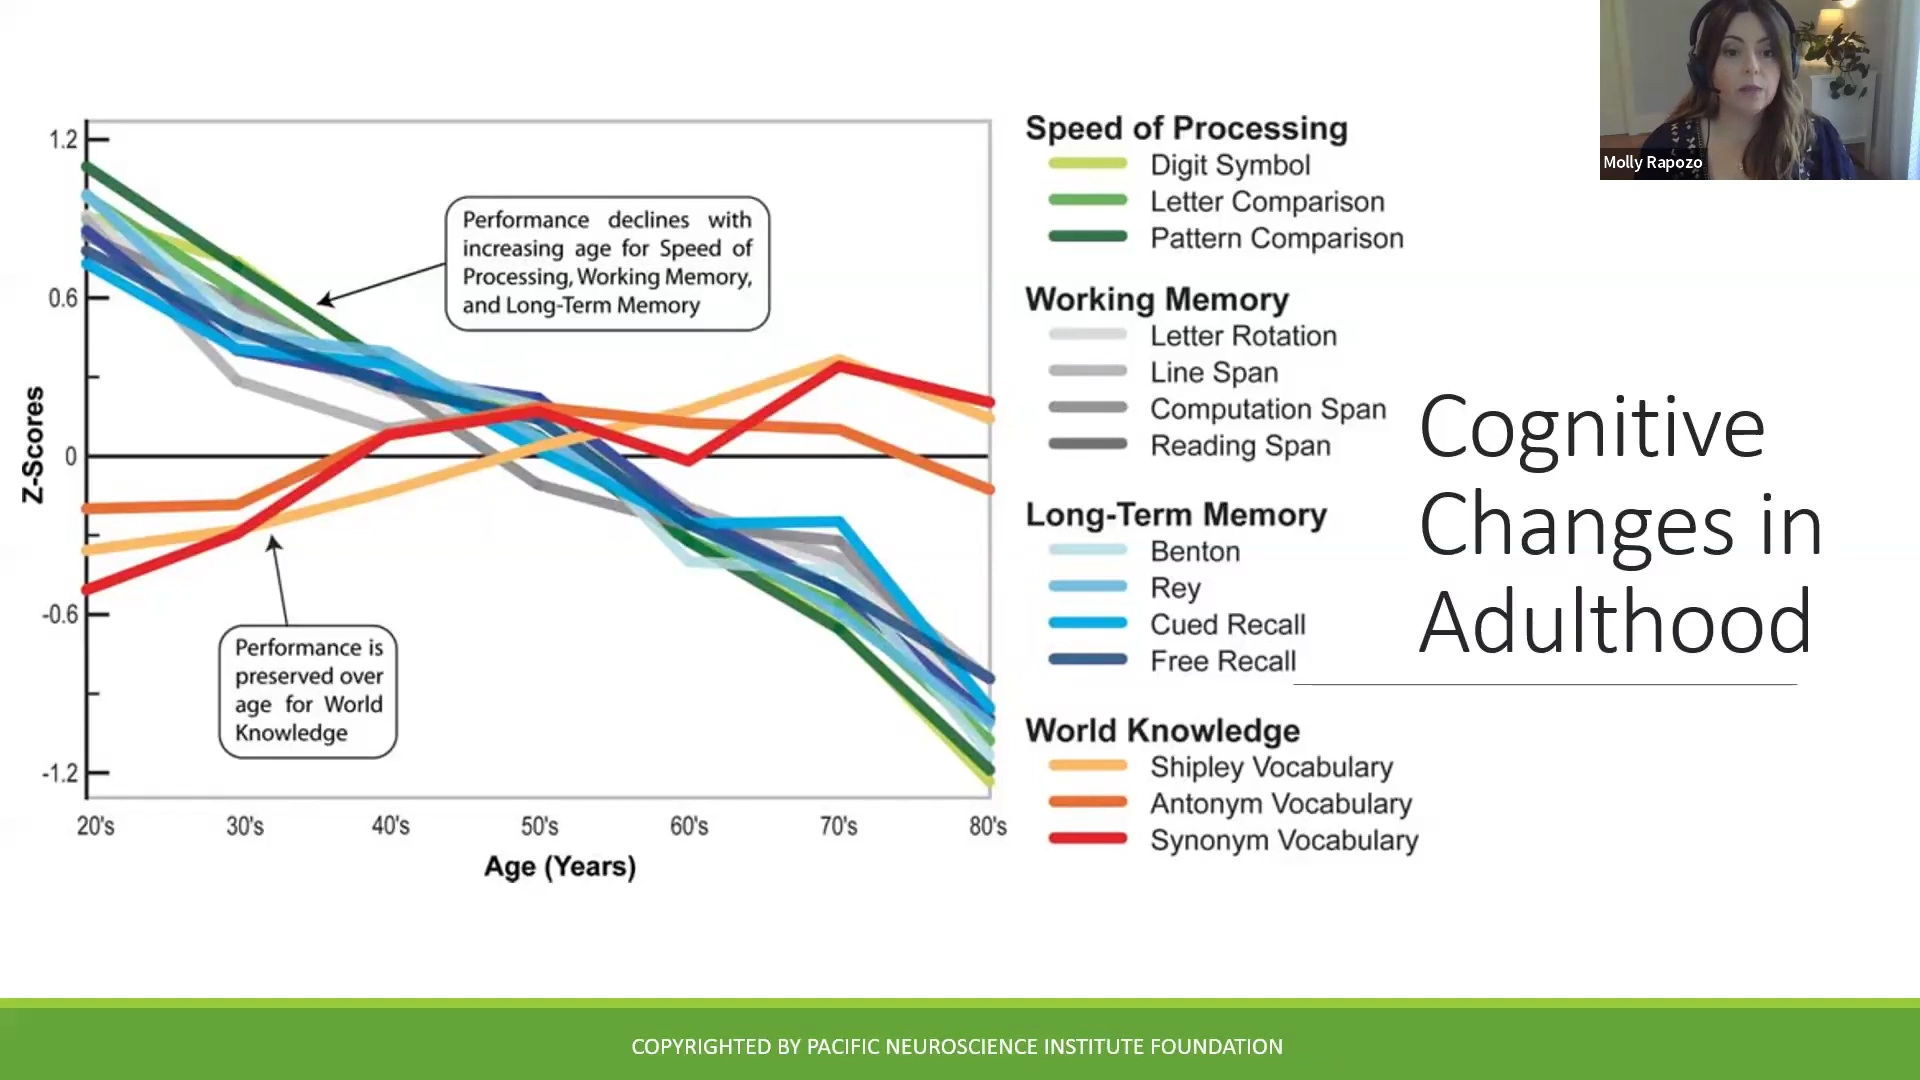 Molly Rapozo
1.2
0.6
0
-0.6
-1.2
Z-Scores
20's 30's 40's 50's 60's 70's 80's
Age (Years)
Performance declines with
increasing age for Speed of
Processing, Working Memory,
and Long-Term Memory
Performance is
preserved over
age for World
Knowledge
Speed of Processing
Digit Symbol
Letter Comparison
Pattern Comparison
Working Memory
Letter Rotation
Line Span
Computation Span
Reading Span
Long-Term Memory
Benton
Rey
Cued Recall
Free Recall
World Knowledge
Shipley Vocabulary
Antonym Vocabulary
Synonym Vocabulary
Cognitive
Changes in
Adulthood
COPYRIGHTED BY PACIFIC NEUROSCIENCE INSTITUTE FOUNDATION